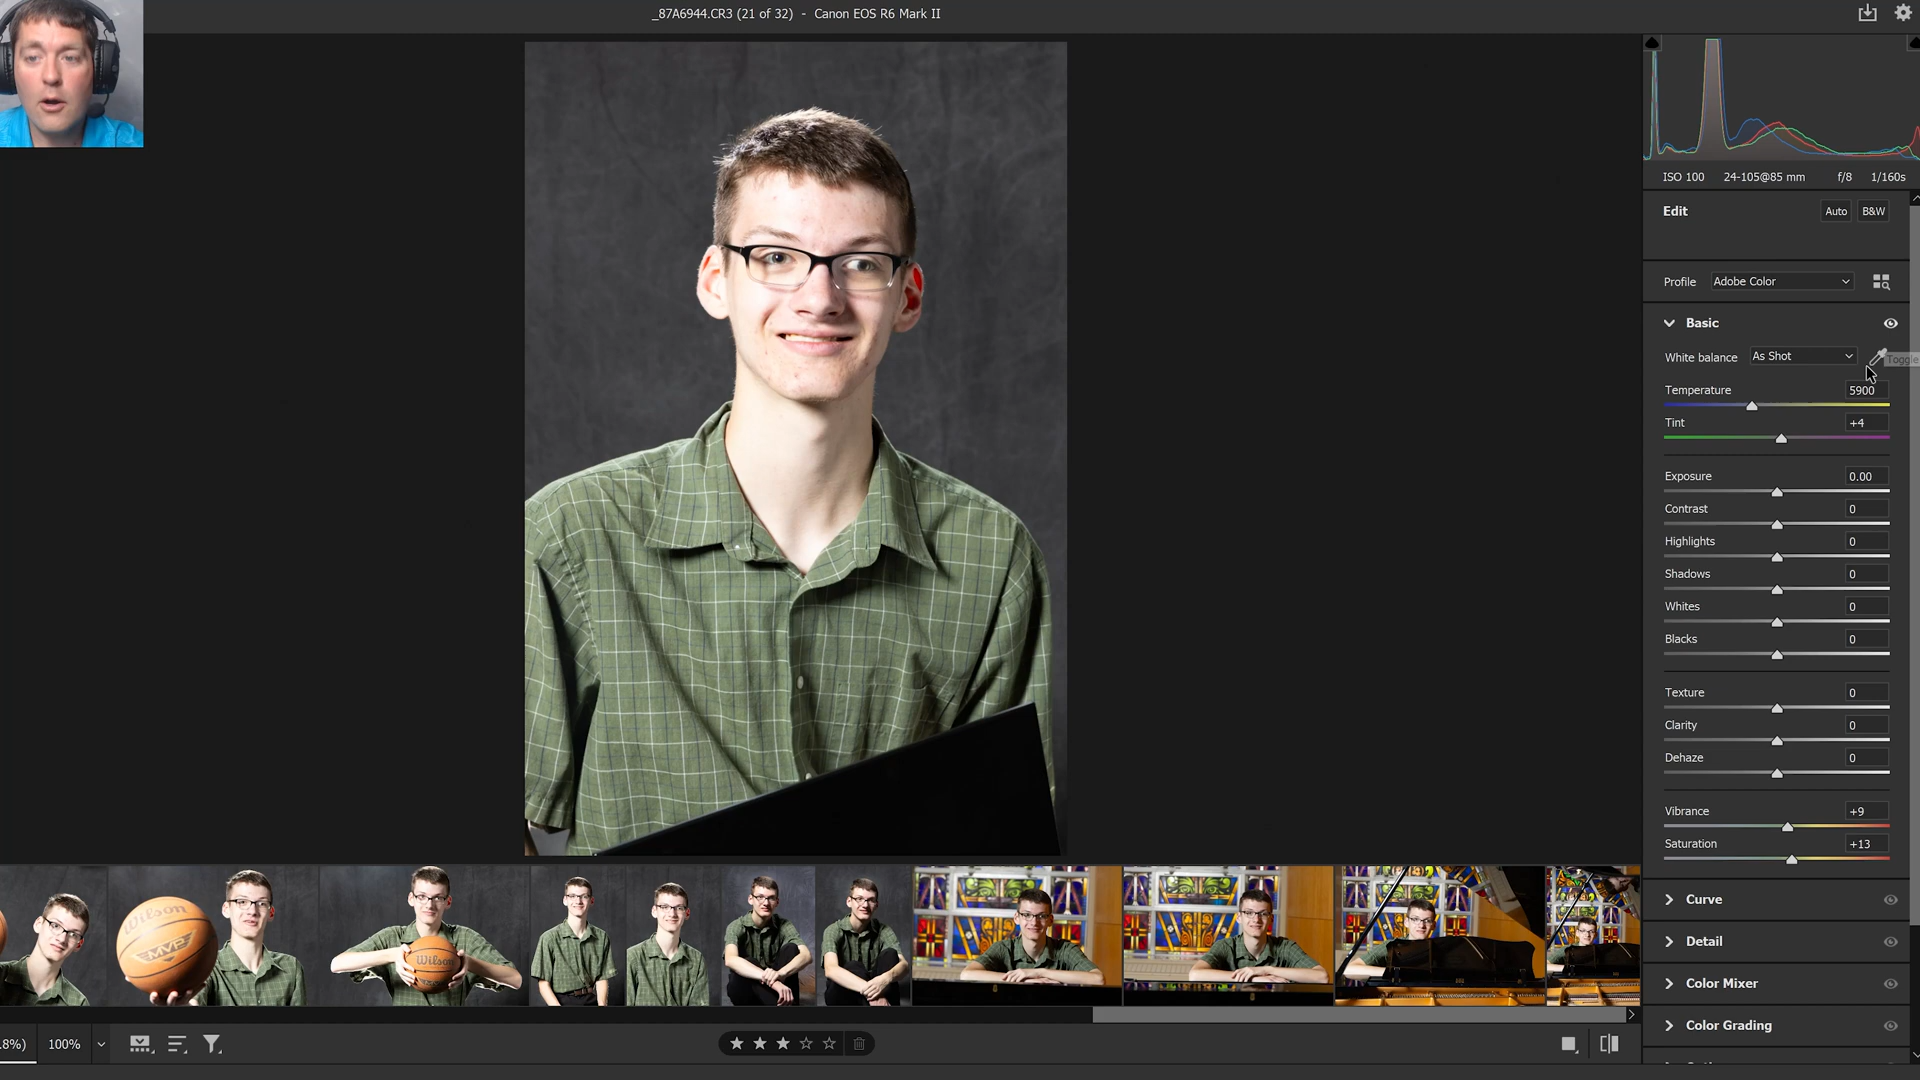 _87A6944.CR3 (21 of 32) - Canon EOS R6 Mark II
ISO 100 24-105@85 mm f/8 1/160s
Edit Auto B&W
Profile Adobe Color
Basic
White balance As Shot
Toggle
Temperature 5900
Tint +4
Exposure 0.00
Contrast 0
Highlights 0
Shadows 0
Whites 0
Blacks 0
Texture 0
Clarity 0
Dehaze 0
Vibrance +9
Saturation +13
Curve
Detail
Color Mixer
Color Grading
Wilson
MVP
Wilson
.8%) 100%